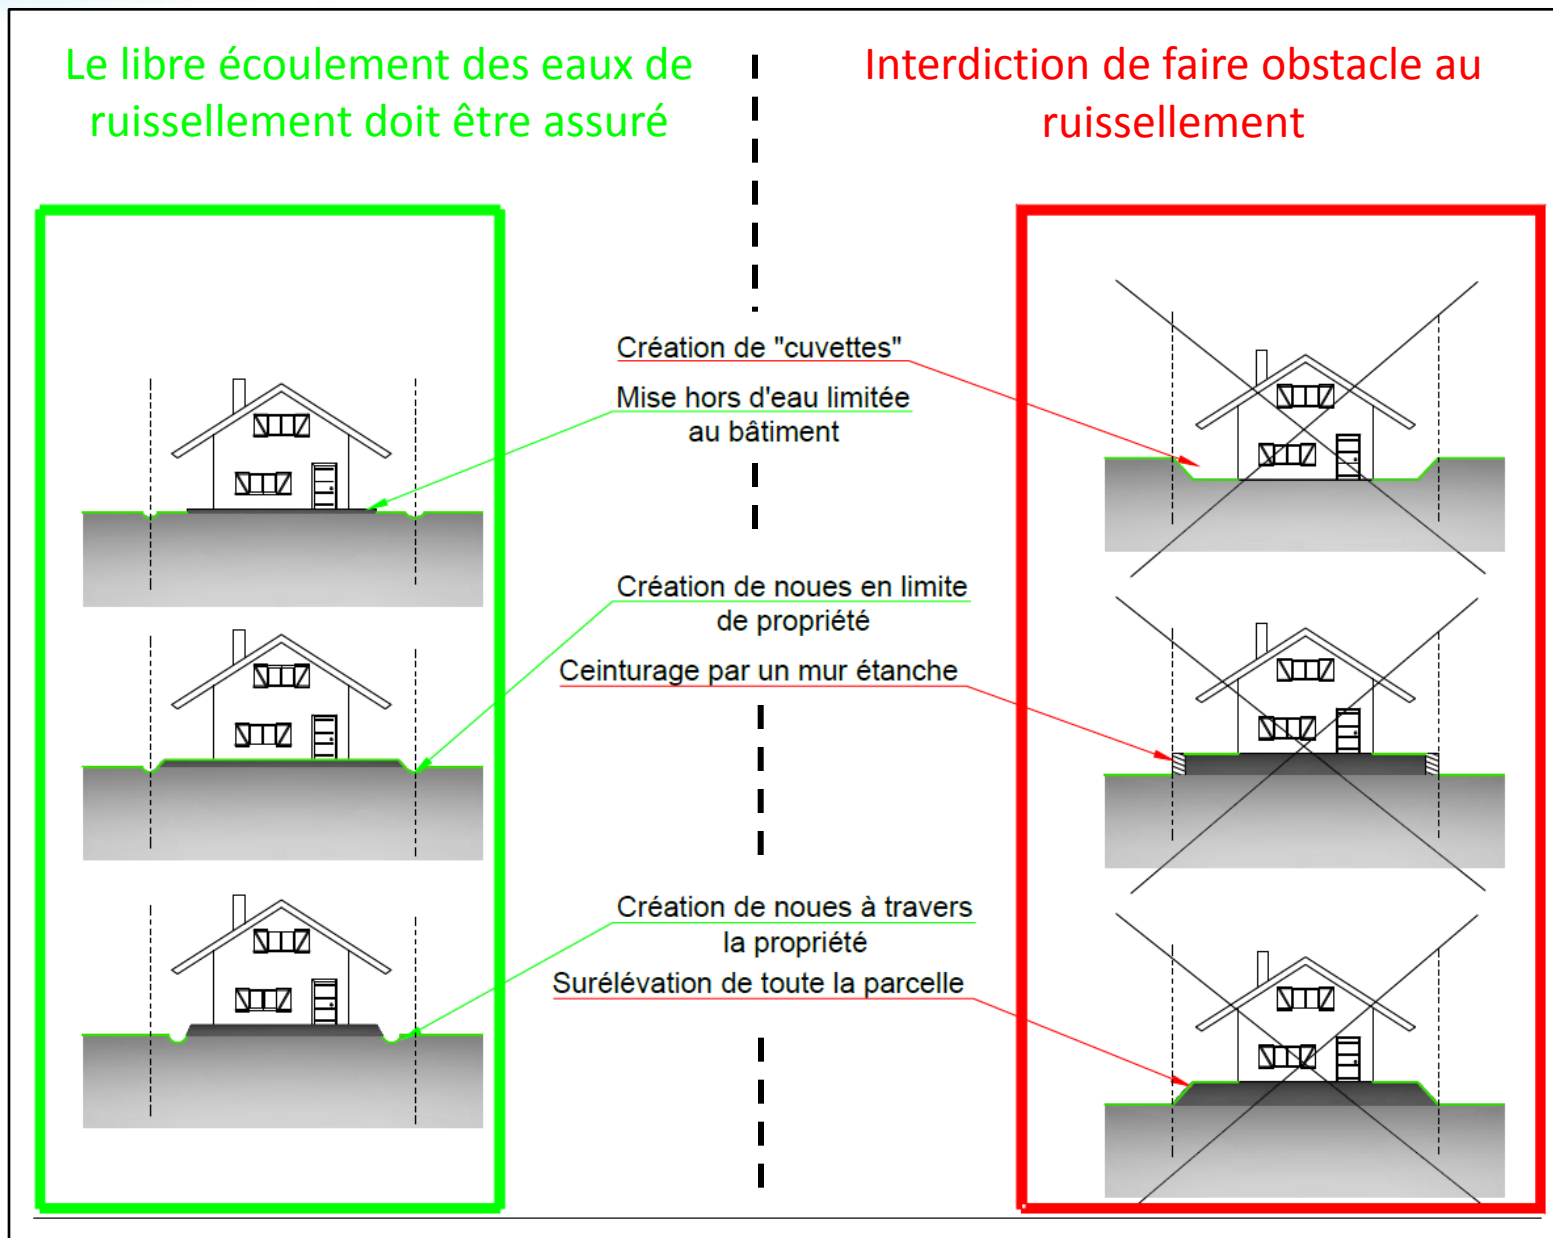 Le libre écoulement des eaux de
ruissellement doit être assuré
Interdiction de faire obstacle au
ruissellement
Création de "cuvettes"
Mise hors d'eau limitée
au bâtiment
Création de noues en limite
de propriété
Ceinturage par un mur étanche
Création de noues à travers
la propriété
Surélévation de toute la parcelle